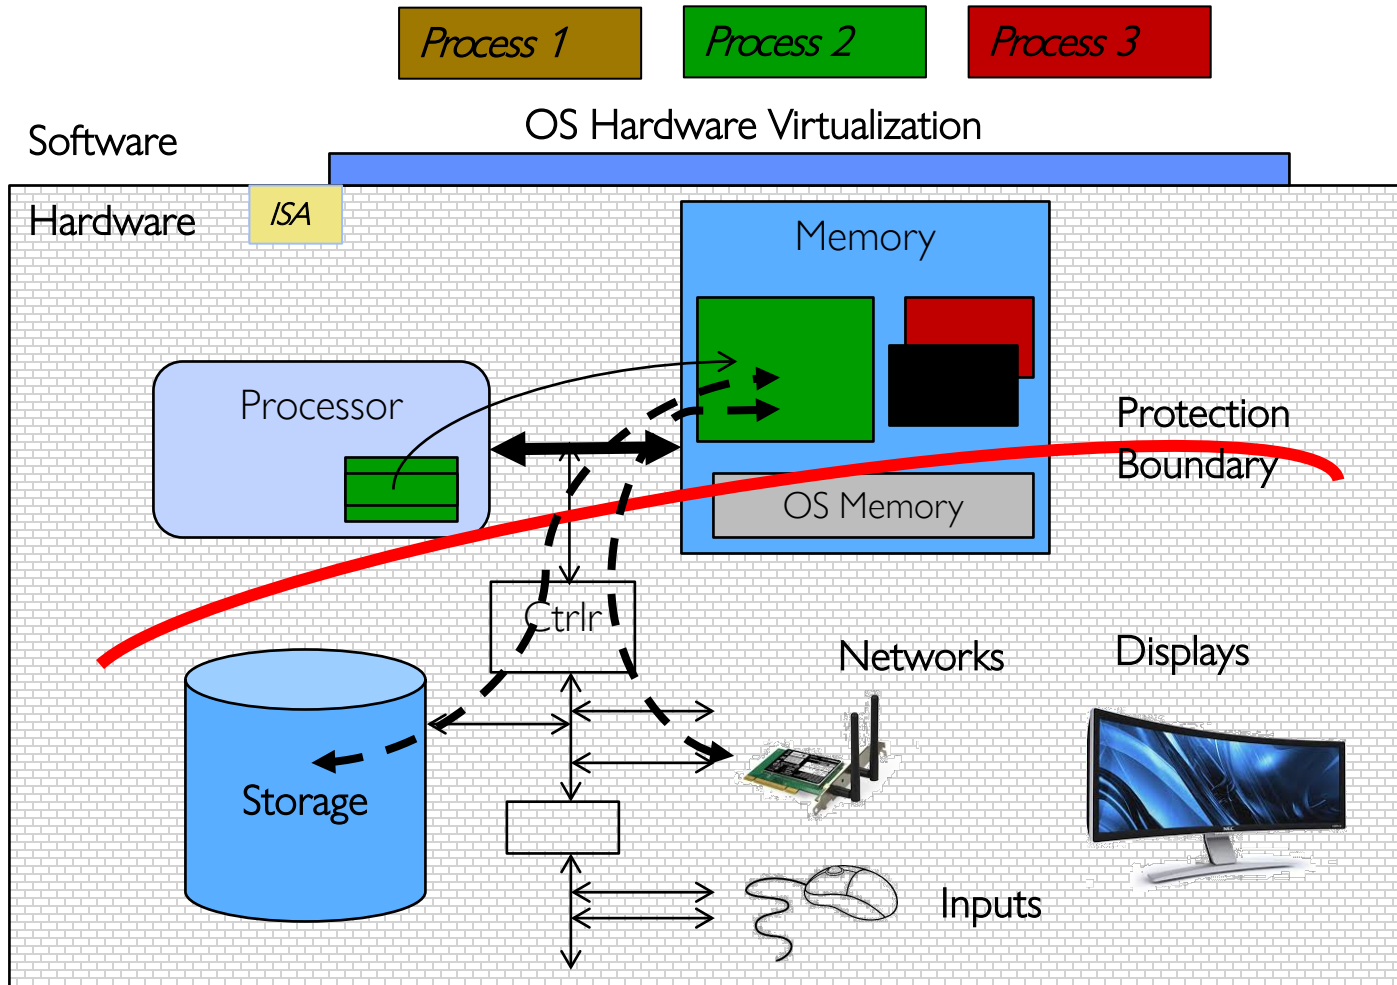 Process 1
Process 2
Process 3
OS Hardware Virtualization
Software
Hardware
ISA
Memory
Processor
Protection
Boundary
OS Memory
Ctrlr
Networks
Displays
Storage
Inputs